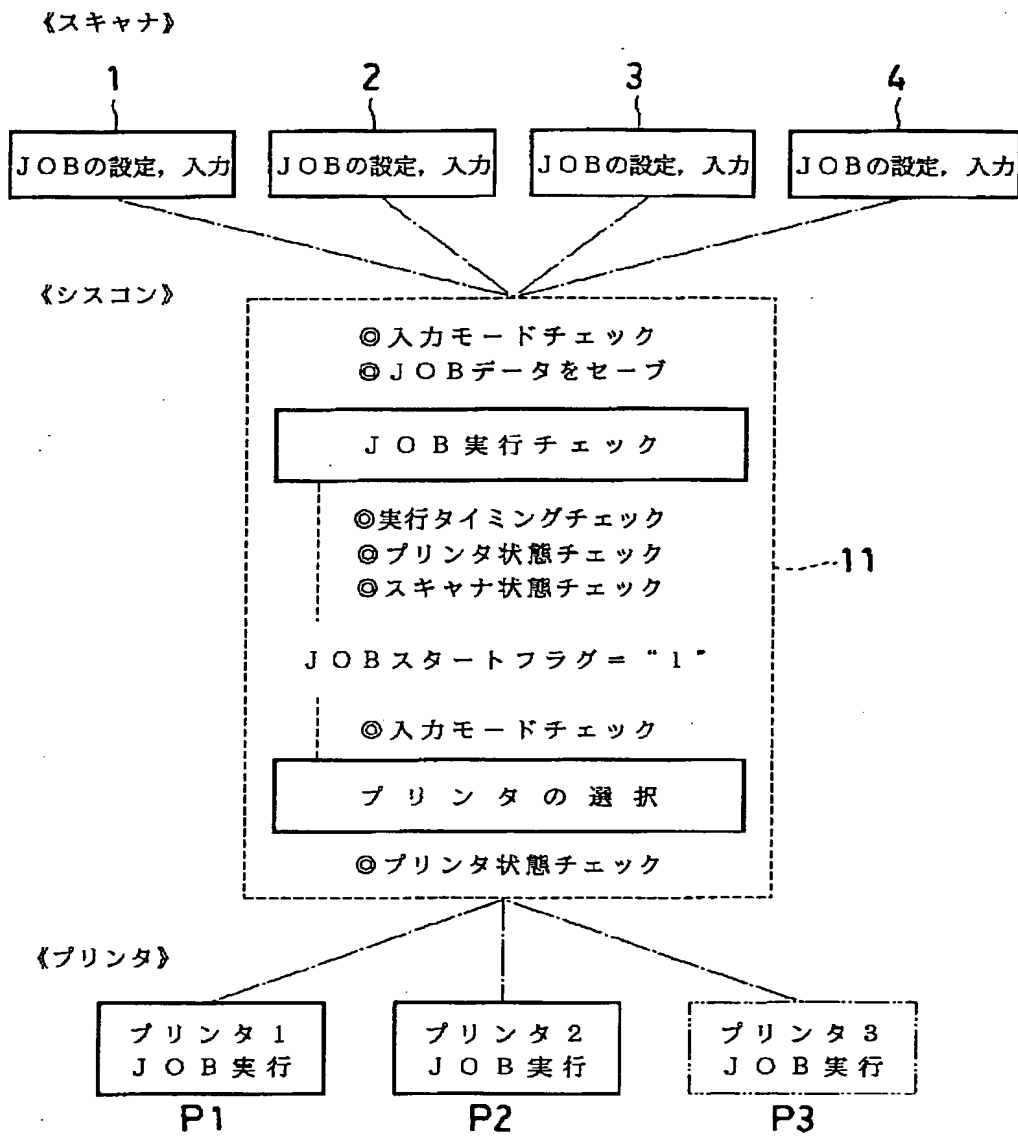 《スキャナ》
1 2 3 4
JOBの設定，入力 JOBの設定，入力 JOBの設定，入力 JOBの設定，入力
《シスコン》
◎入力モードチェック
◎JOBデータをセーブ
JOB実行チェック
◎実行タイミングチェック
◎プリンタ状態チェック
◎スキャナ状態チェック
11
JOBスタートフラグ＝“1”
◎入力モードチェック
プリンタの選択
◎プリンタ状態チェック
《プリンタ》
プリンタ1 プリンタ2 プリンタ3
JOB実行 JOB実行 JOB実行
P1 P2 P3